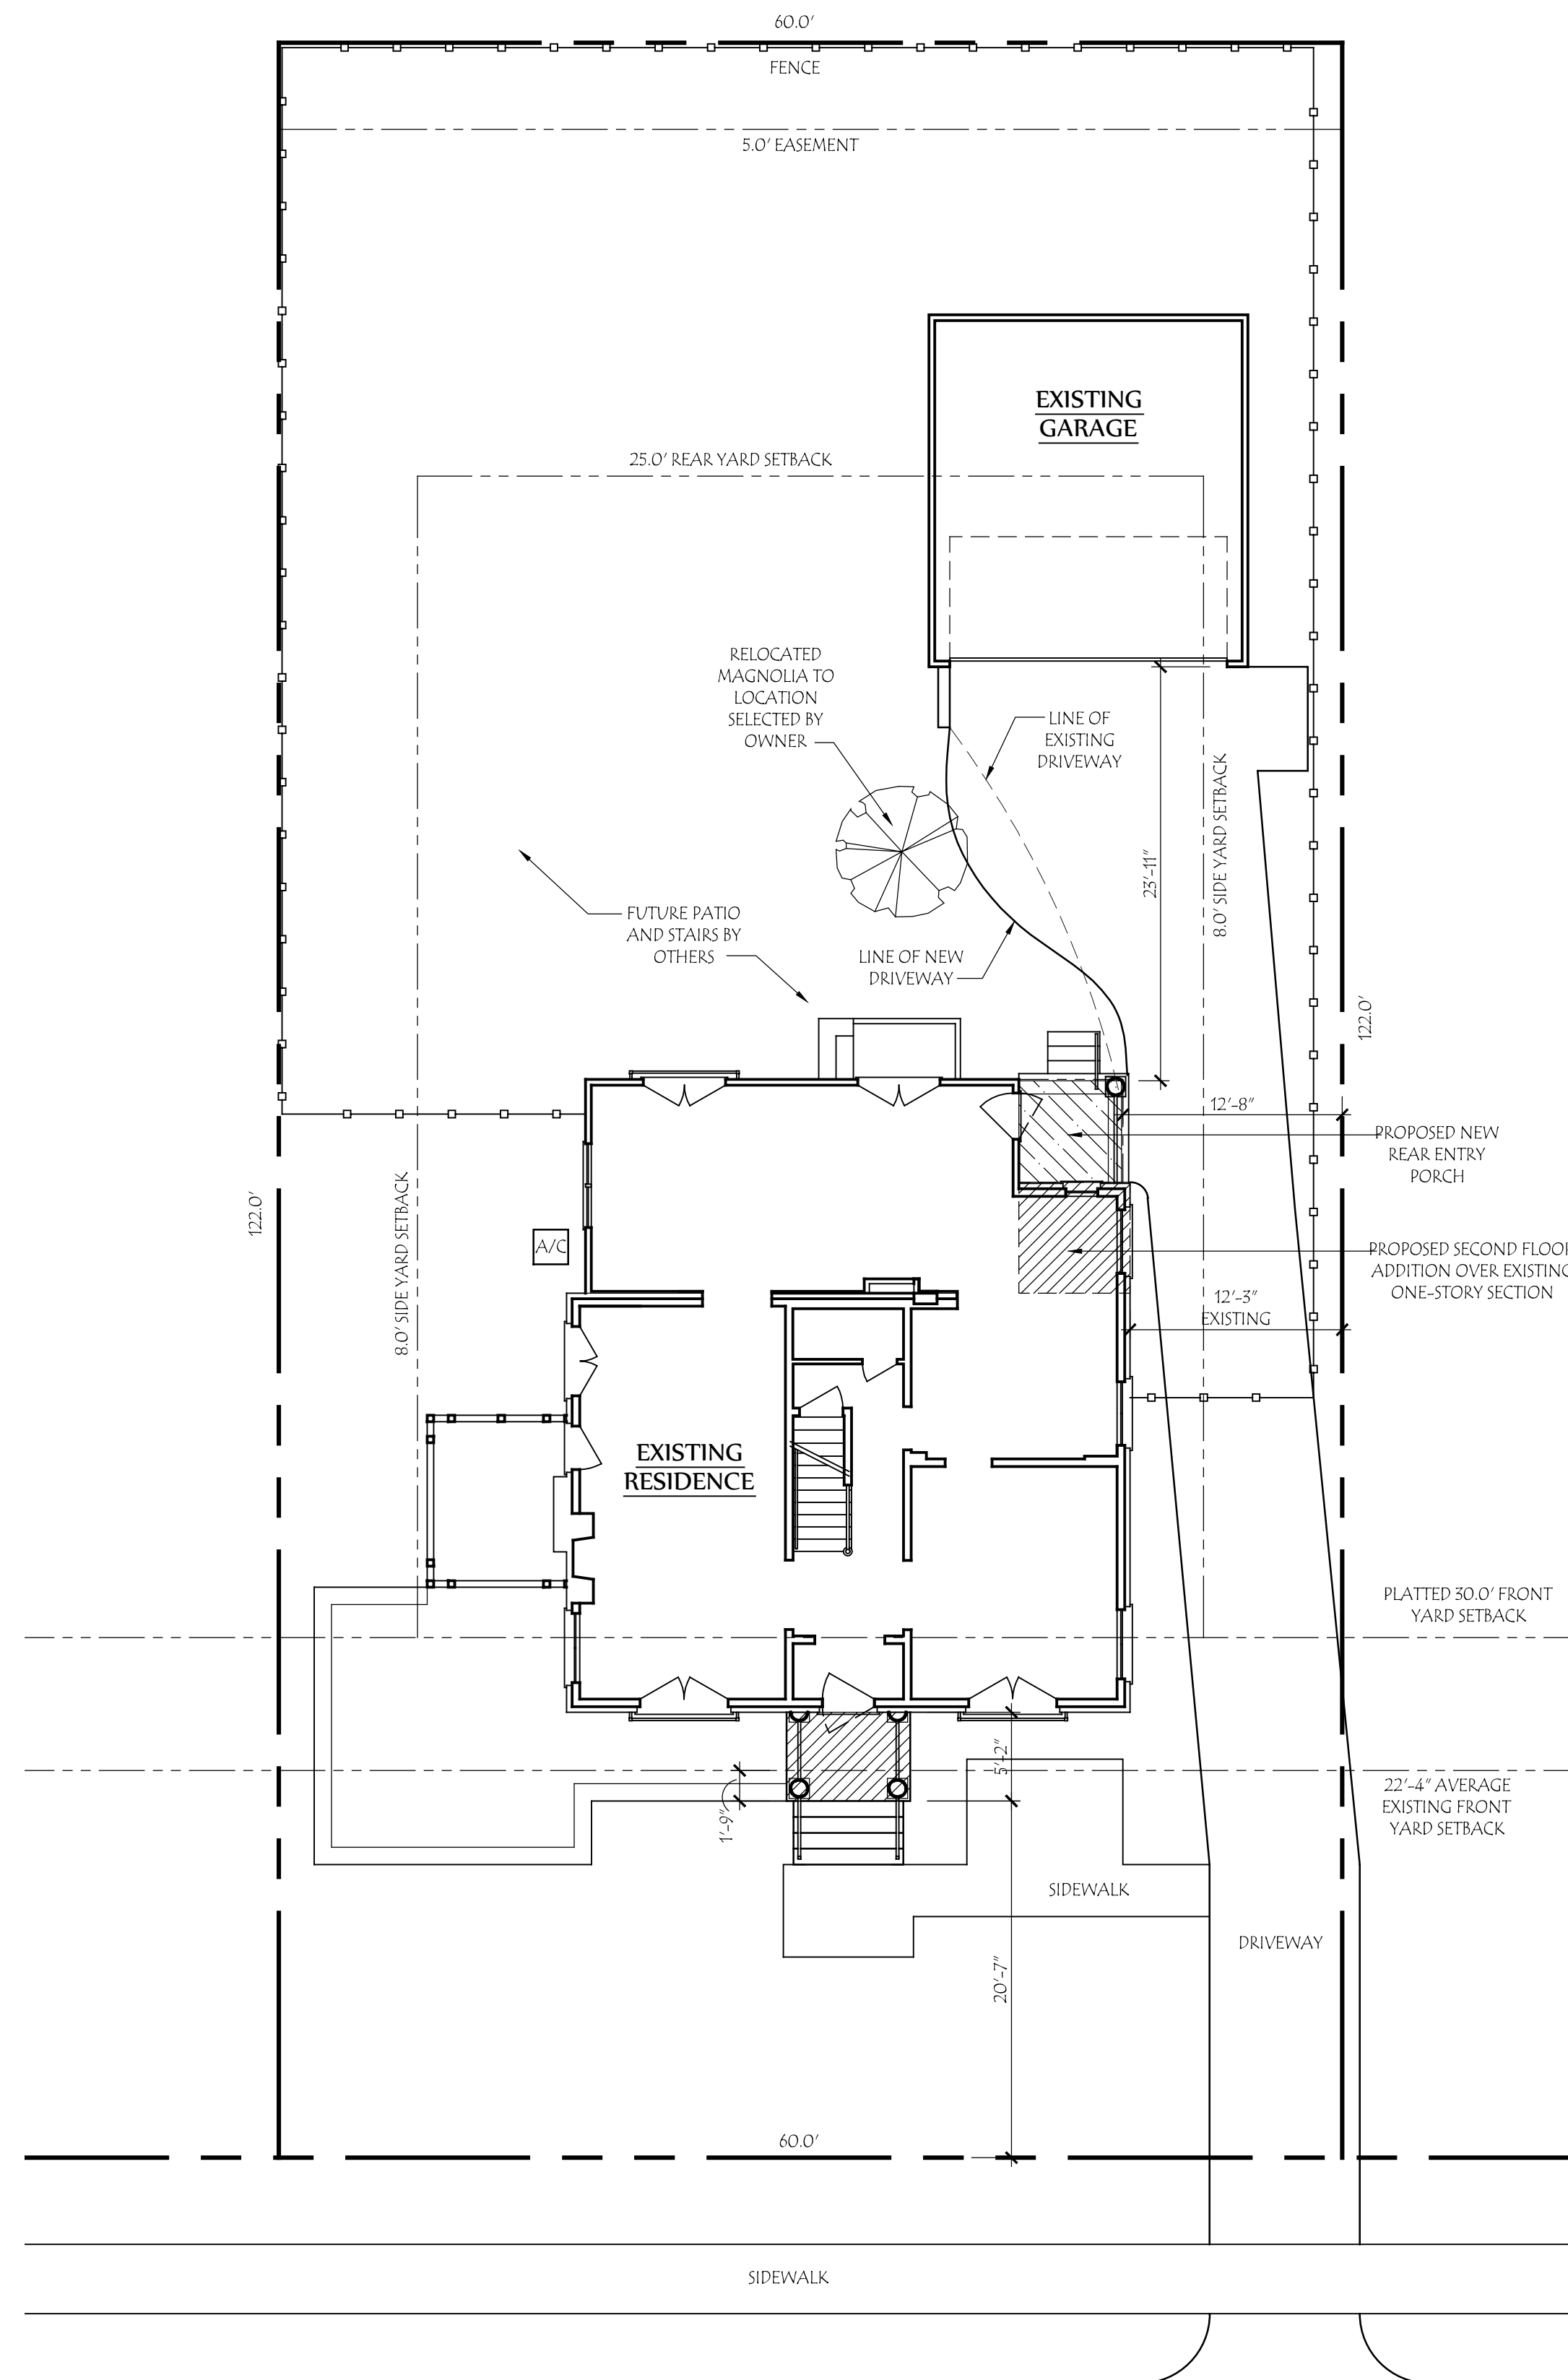 60.0'
FENCE
5.0' EASEMENT
EXISTING
GARAGE
25.0' REAR YARD SETBACK
RELOCATED
MAGNOLIA TO
LOCATION
SELECTED BY
OWNER
LINE OF
EXISTING
DRIVEWAY
8.0' SIDE YARD SETBACK
23'-11"
FUTURE PATIO
AND STAIRS BY
OTHERS
LINE OF NEW
DRIVEWAY
122.0'
12'-8"
PROPOSED NEW
REAR ENTRY
PORCH
122.0'
8.0' SIDE YARD SETBACK
A/C
PROPOSED SECOND FLOOR
ADDITION OVER EXISTING
ONE-STORY SECTION
12'-3"
EXISTING
EXISTING
RESIDENCE
PLATTED 30.0' FRONT
YARD SETBACK
5'-2"
1'-9"
22'-4" AVERAGE
EXISTING FRONT
YARD SETBACK
SIDEWALK
DRIVEWAY
20'-7"
60.0'
SIDEWALK